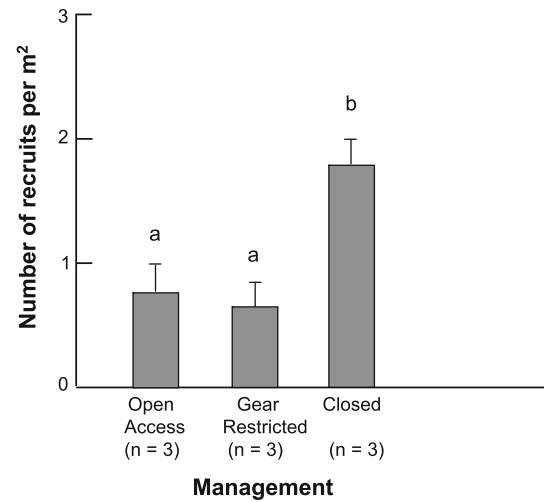 Number of recruits per m²
3
2
1
0
a
a
b
Open
Access
(n = 3)
Gear
Restricted
(n = 3)
Closed
(n = 3)
Management